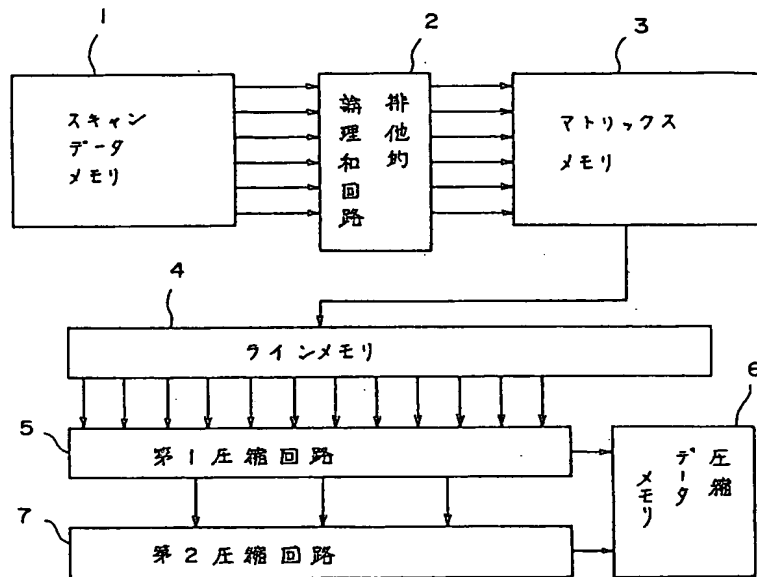 1
スキャン
データ
メモリ
2
排他的
論理和回路
3
マトリックス
メモリ
4
ラインメモリ
5
第1圧縮回路
6
圧縮
データ
メモリ
7
第2圧縮回路